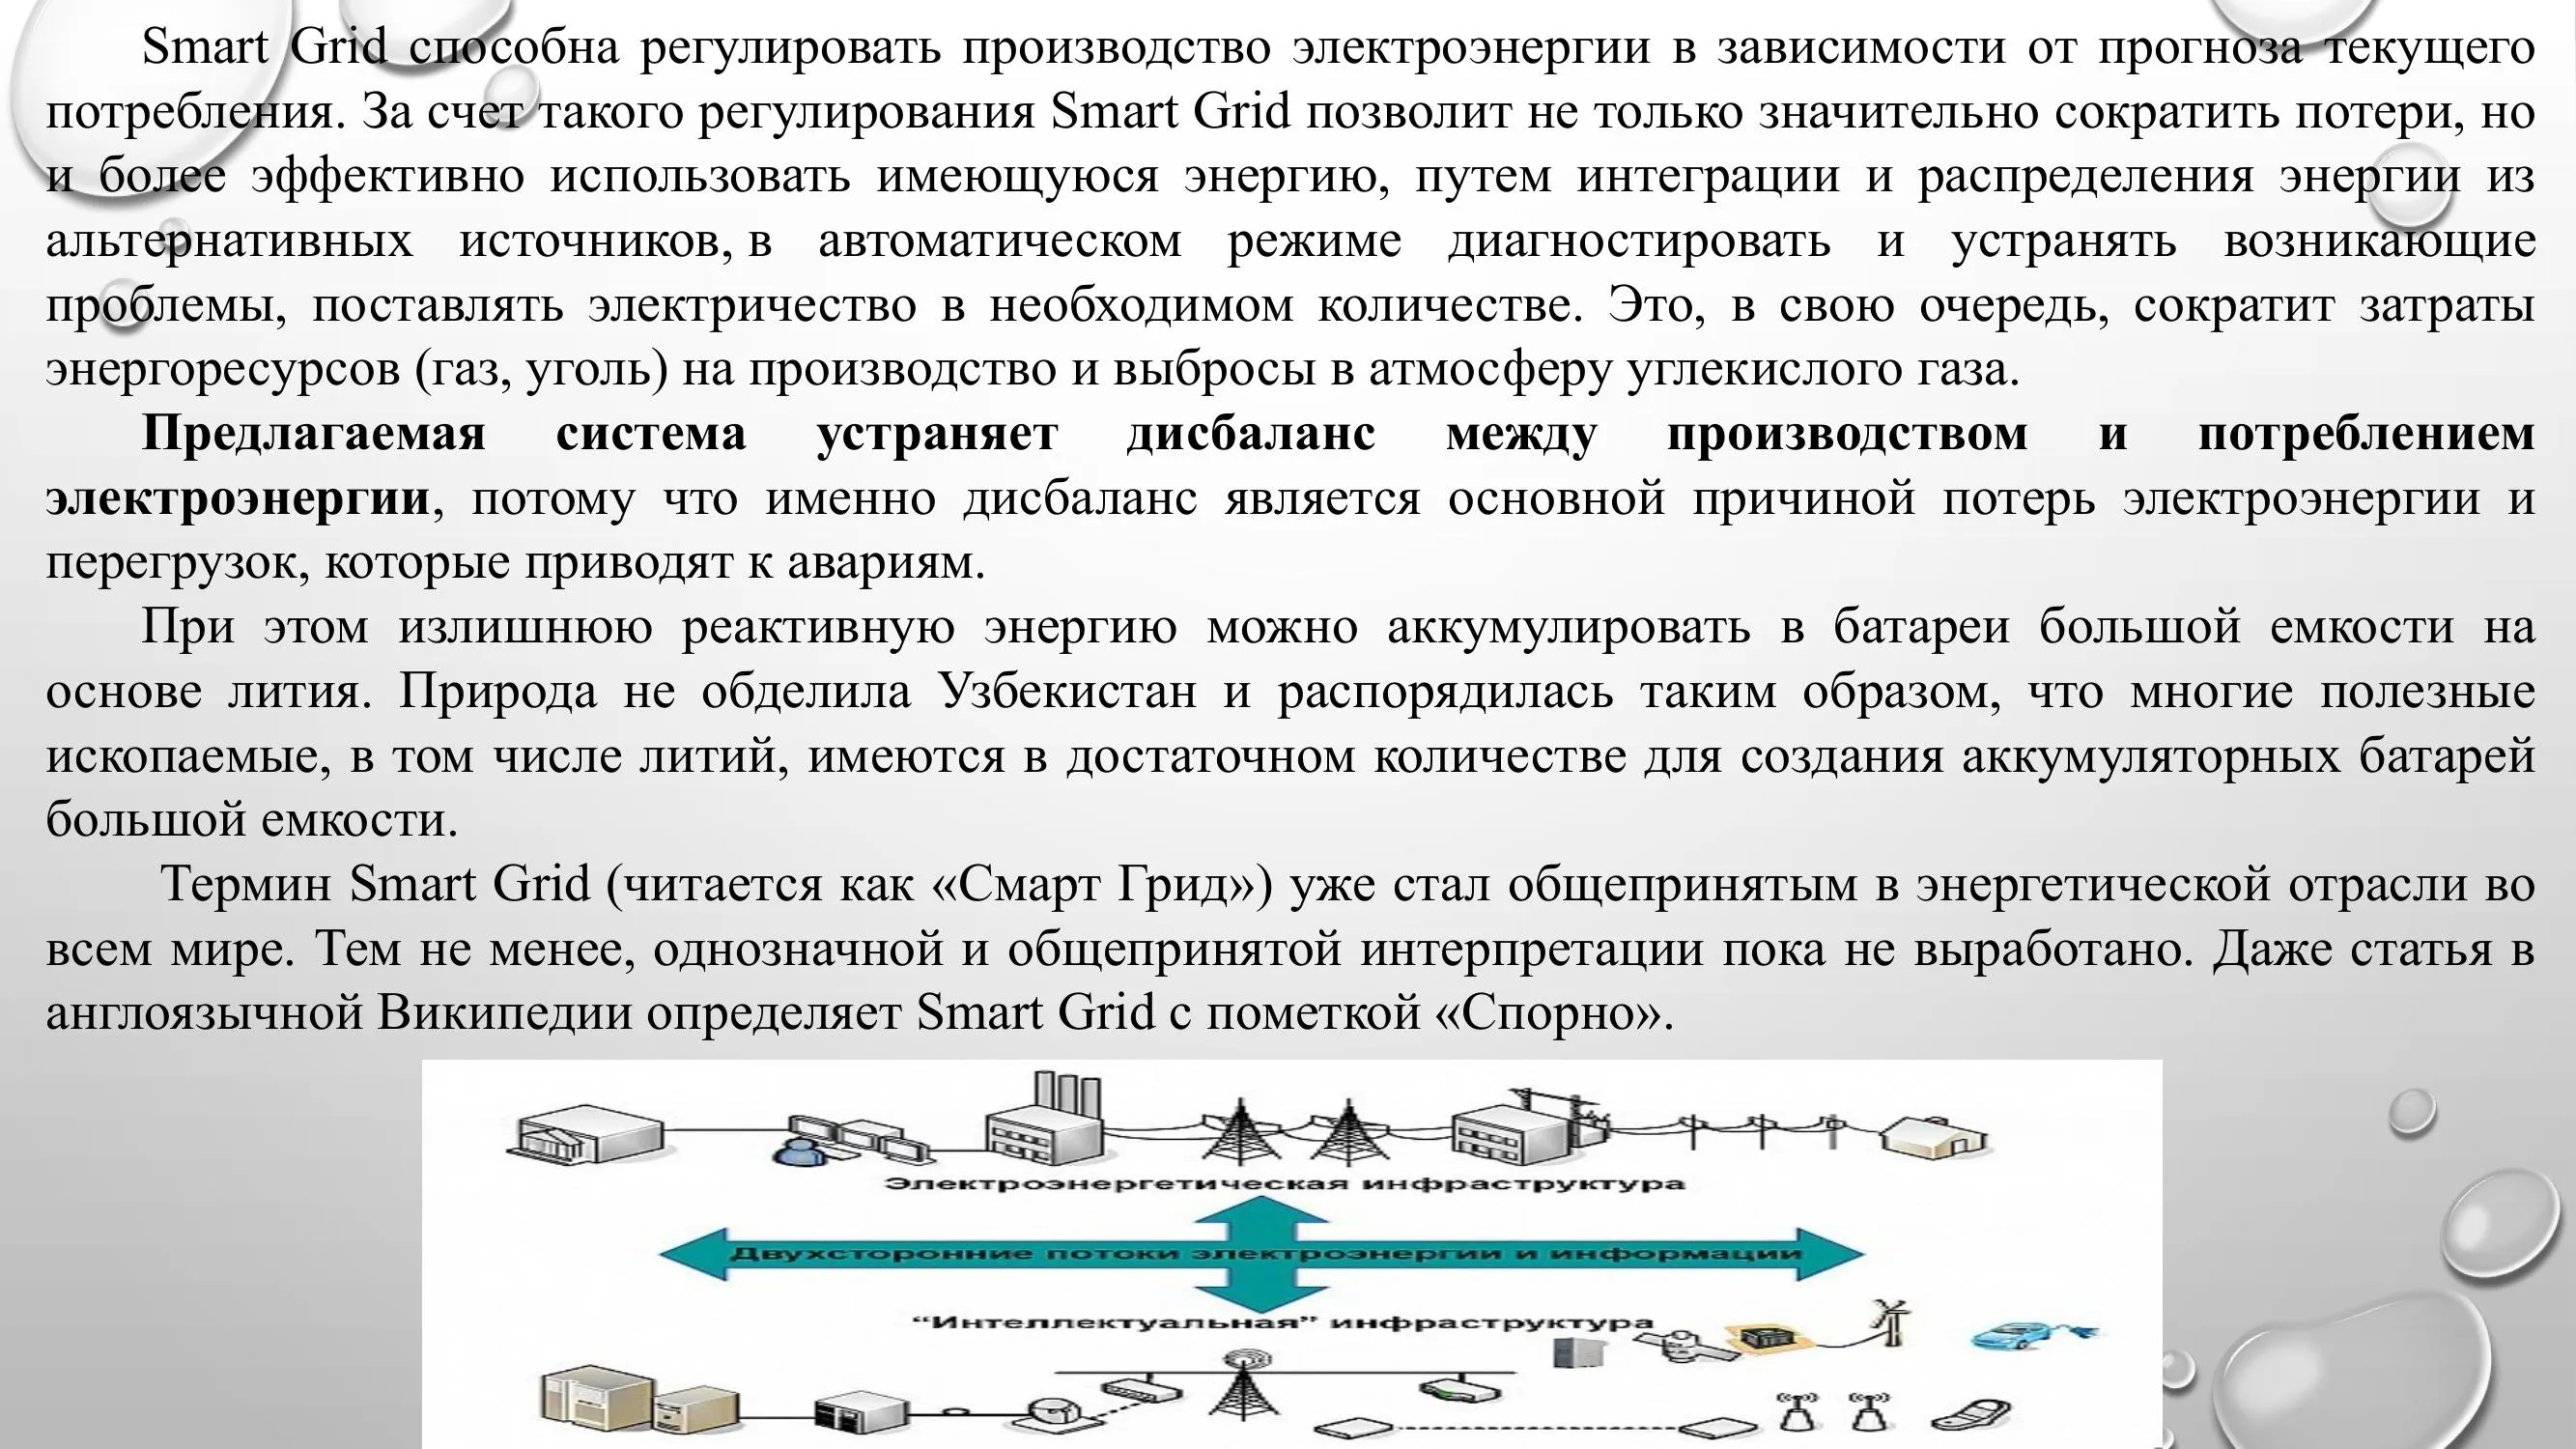 Smart Grid способна регулировать производство электроэнергии в зависимости от прогноза текущего
потребления. За счет такого регулирования Smart Grid позволит не только значительно сократить потери, но
и более эффективно использовать имеющуюся энергию, путем интеграции и распределения энергии из
альтернативных источников, в автоматическом режиме диагностировать и устранять возникающие
проблемы, поставлять электричество в необходимом количестве. Это, в свою очередь, сократит затраты
энергоресурсов (газ, уголь) на производство и выбросы в атмосферу углекислого газа.
Предлагаемая система устраняет дисбаланс между производством и потреблением
электроэнергии, потому что именно дисбаланс является основной причиной потерь электроэнергии и
перегрузок, которые приводят к авариям.
При этом излишнюю реактивную энергию можно аккумулировать в батареи большой емкости на
основе лития. Природа не обделила Узбекистан и распорядилась таким образом, что многие полезные
ископаемые, в том числе литий, имеются в достаточном количестве для создания аккумуляторных батарей
большой емкости.
Термин Smart Grid (читается как «Смарт Грид») уже стал общепринятым в энергетической отрасли во
всем мире. Тем не менее, однозначной и общепринятой интерпретации пока не выработано. Даже статья в
англоязычной Википедии определяет Smart Grid с пометкой «Спорно».
Электроэнергетическая инфраструктура
Двухсторонние потоки электроэнергии и информации
“Интеллектуальная” инфраструктура